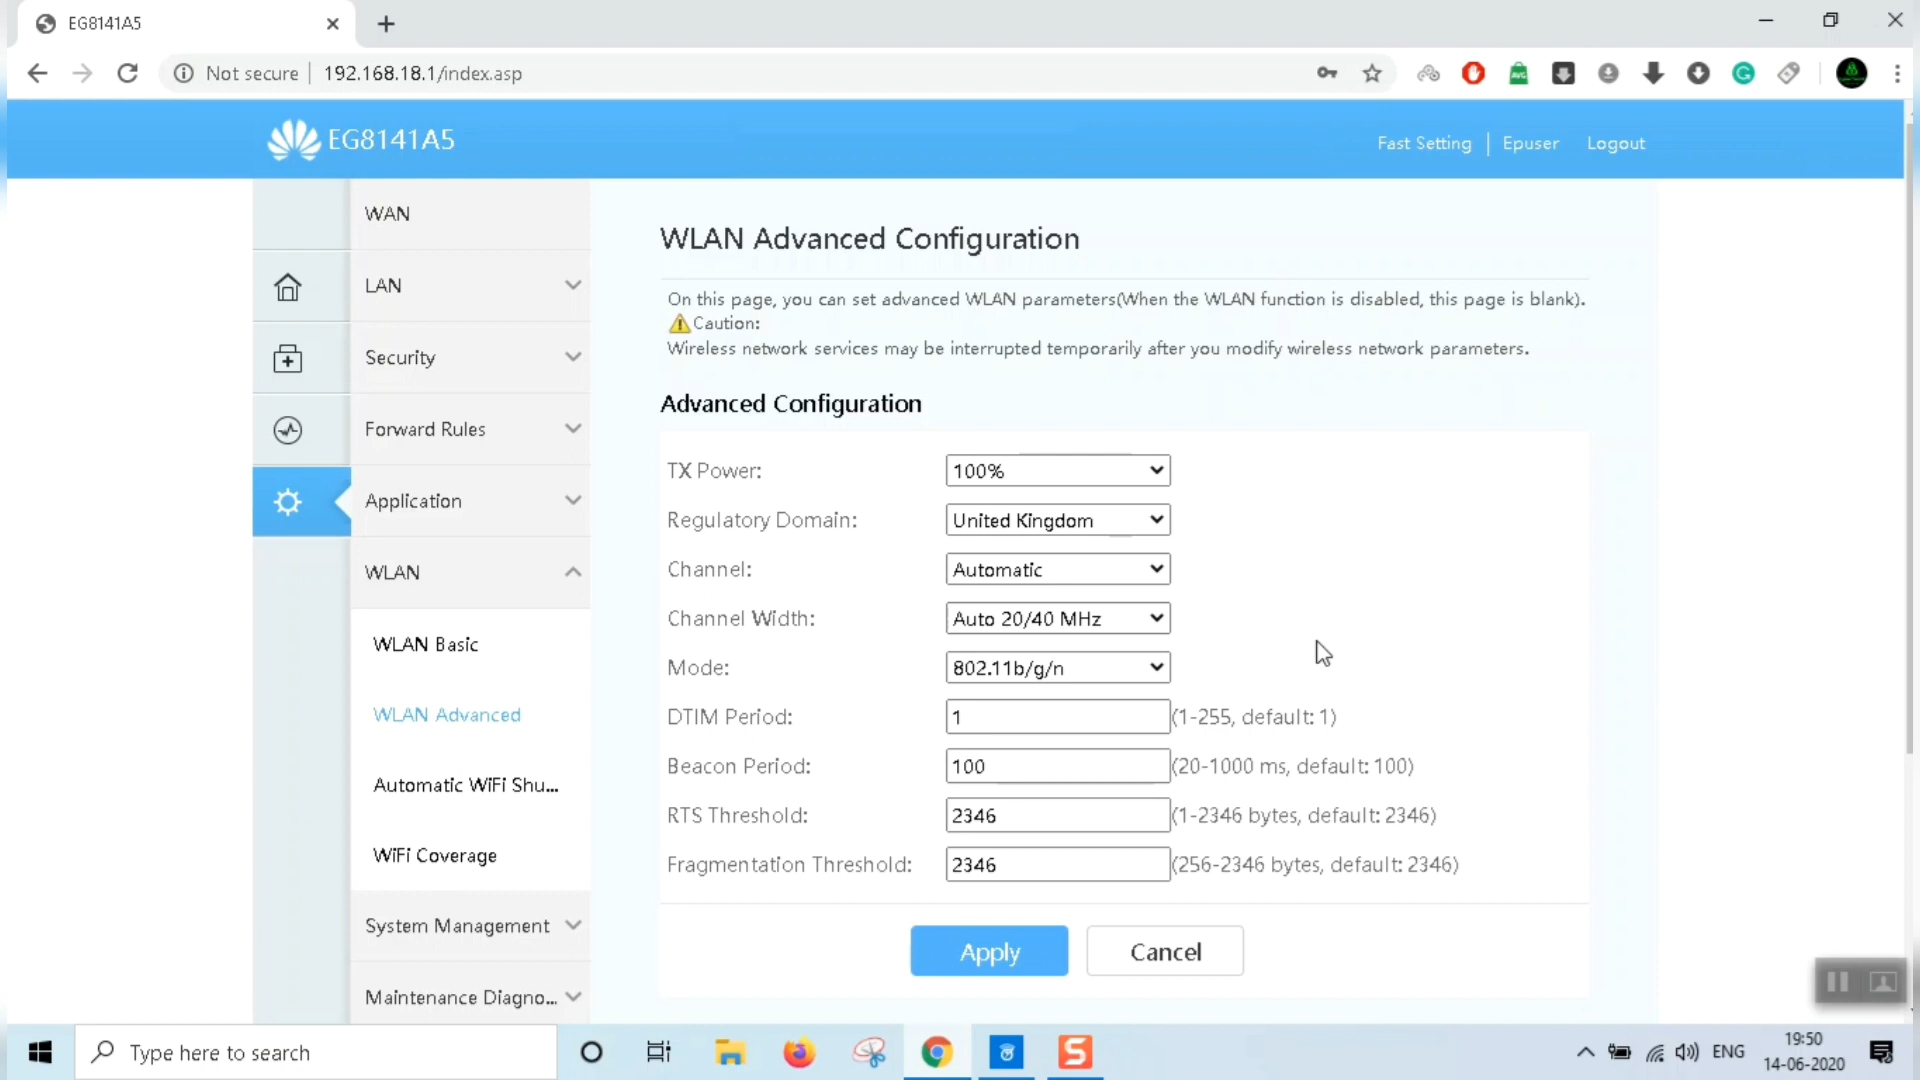 EG8141A5
Not secure | 192.168.18.1/index.asp
AVG
EG8141A5
Fast Setting | Epuser Logout
WAN
LAN
Security
Forward Rules
Application
WLAN
WLAN Basic
WLAN Advanced
Automatic WiFi Shu...
WiFi Coverage
System Management
Maintenance Diagno...
WLAN Advanced Configuration
On this page, you can set advanced WLAN parameters(When the WLAN function is disabled, this page is blank).
Caution:
Wireless network services may be interrupted temporarily after you modify wireless network parameters.
Advanced Configuration
TX Power: 100%
Regulatory Domain: United Kingdom
Channel: Automatic
Channel Width: Auto 20/40 MHz
Mode: 802.11b/g/n
DTIM Period: 1 (1-255, default: 1)
Beacon Period: 100 (20-1000 ms, default: 100)
RTS Threshold: 2346 (1-2346 bytes, default: 2346)
Fragmentation Threshold: 2346 (256-2346 bytes, default: 2346)
Apply Cancel
Type here to search
S
ENG
19:50
14-06-2020